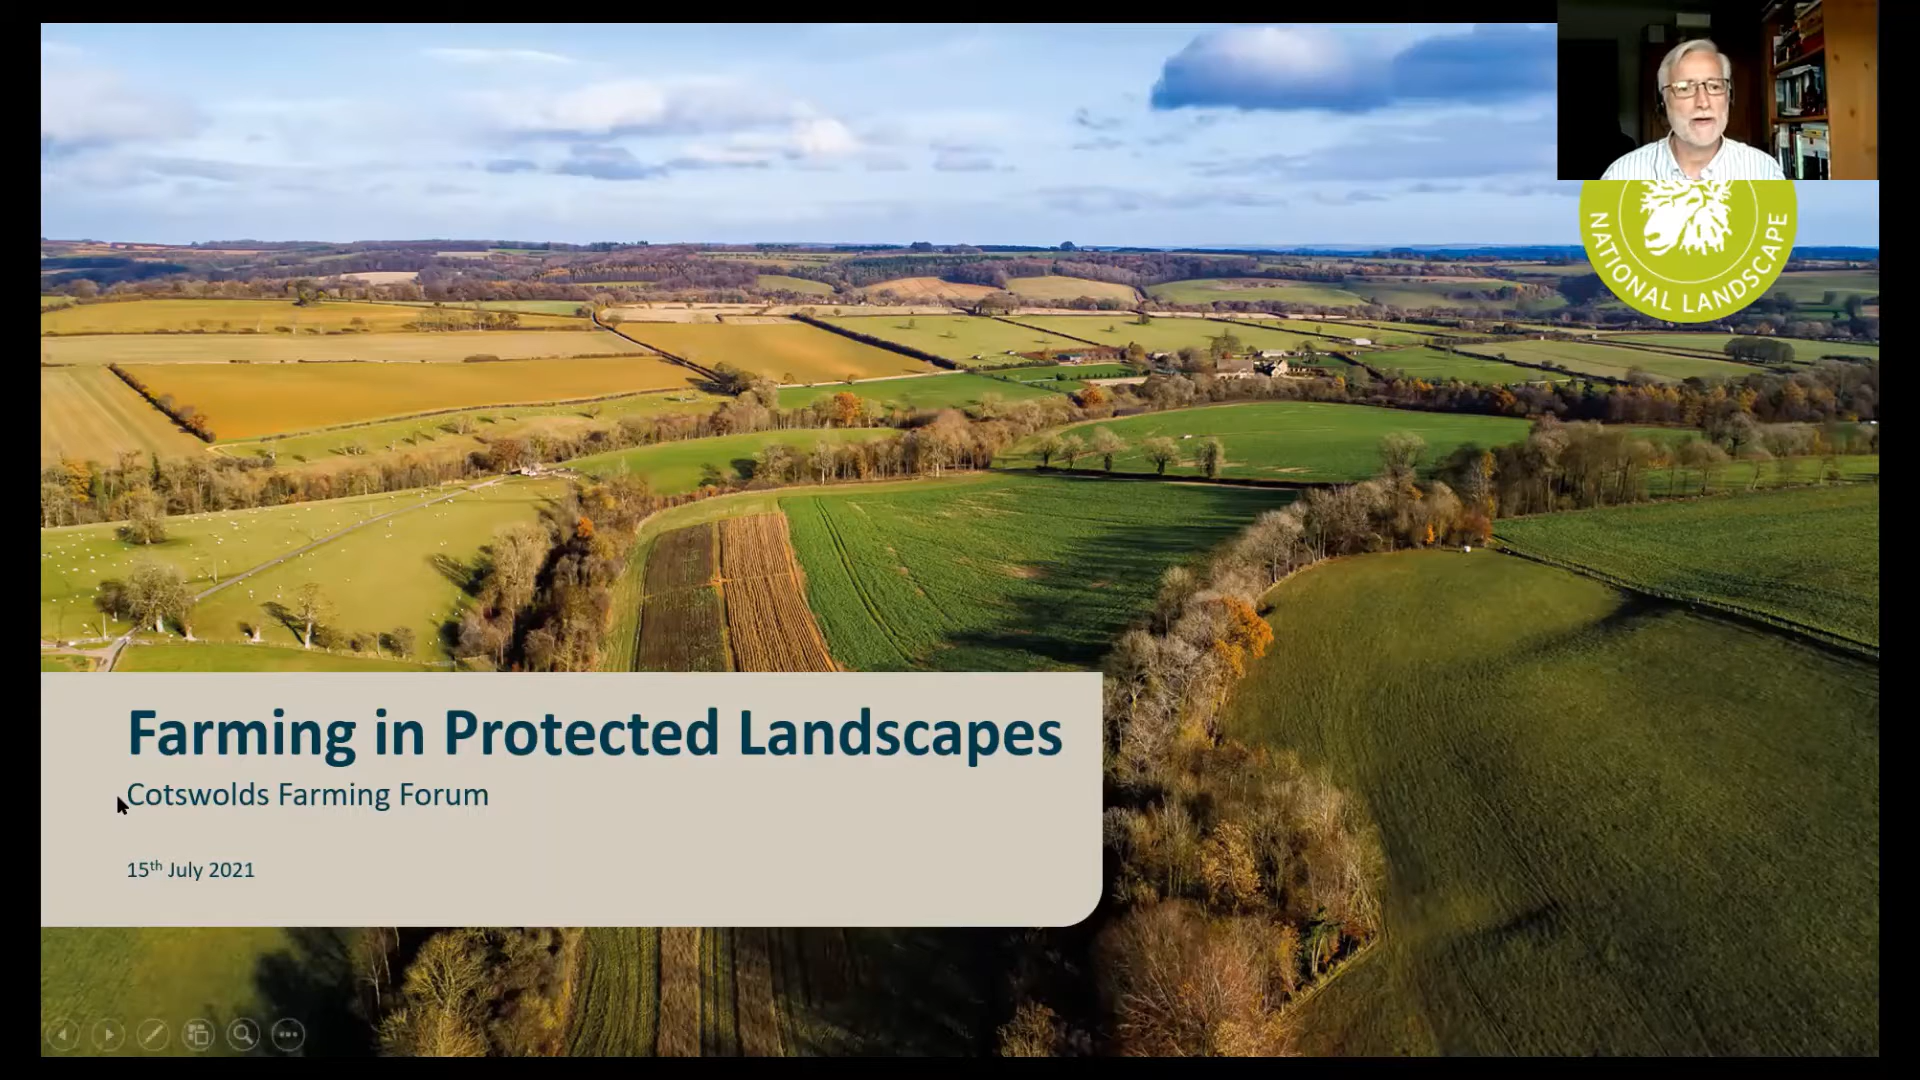 NATIONAL LANDSCAPE
Farming in Protected Landscapes
Cotswolds Farming Forum
15th July 2021